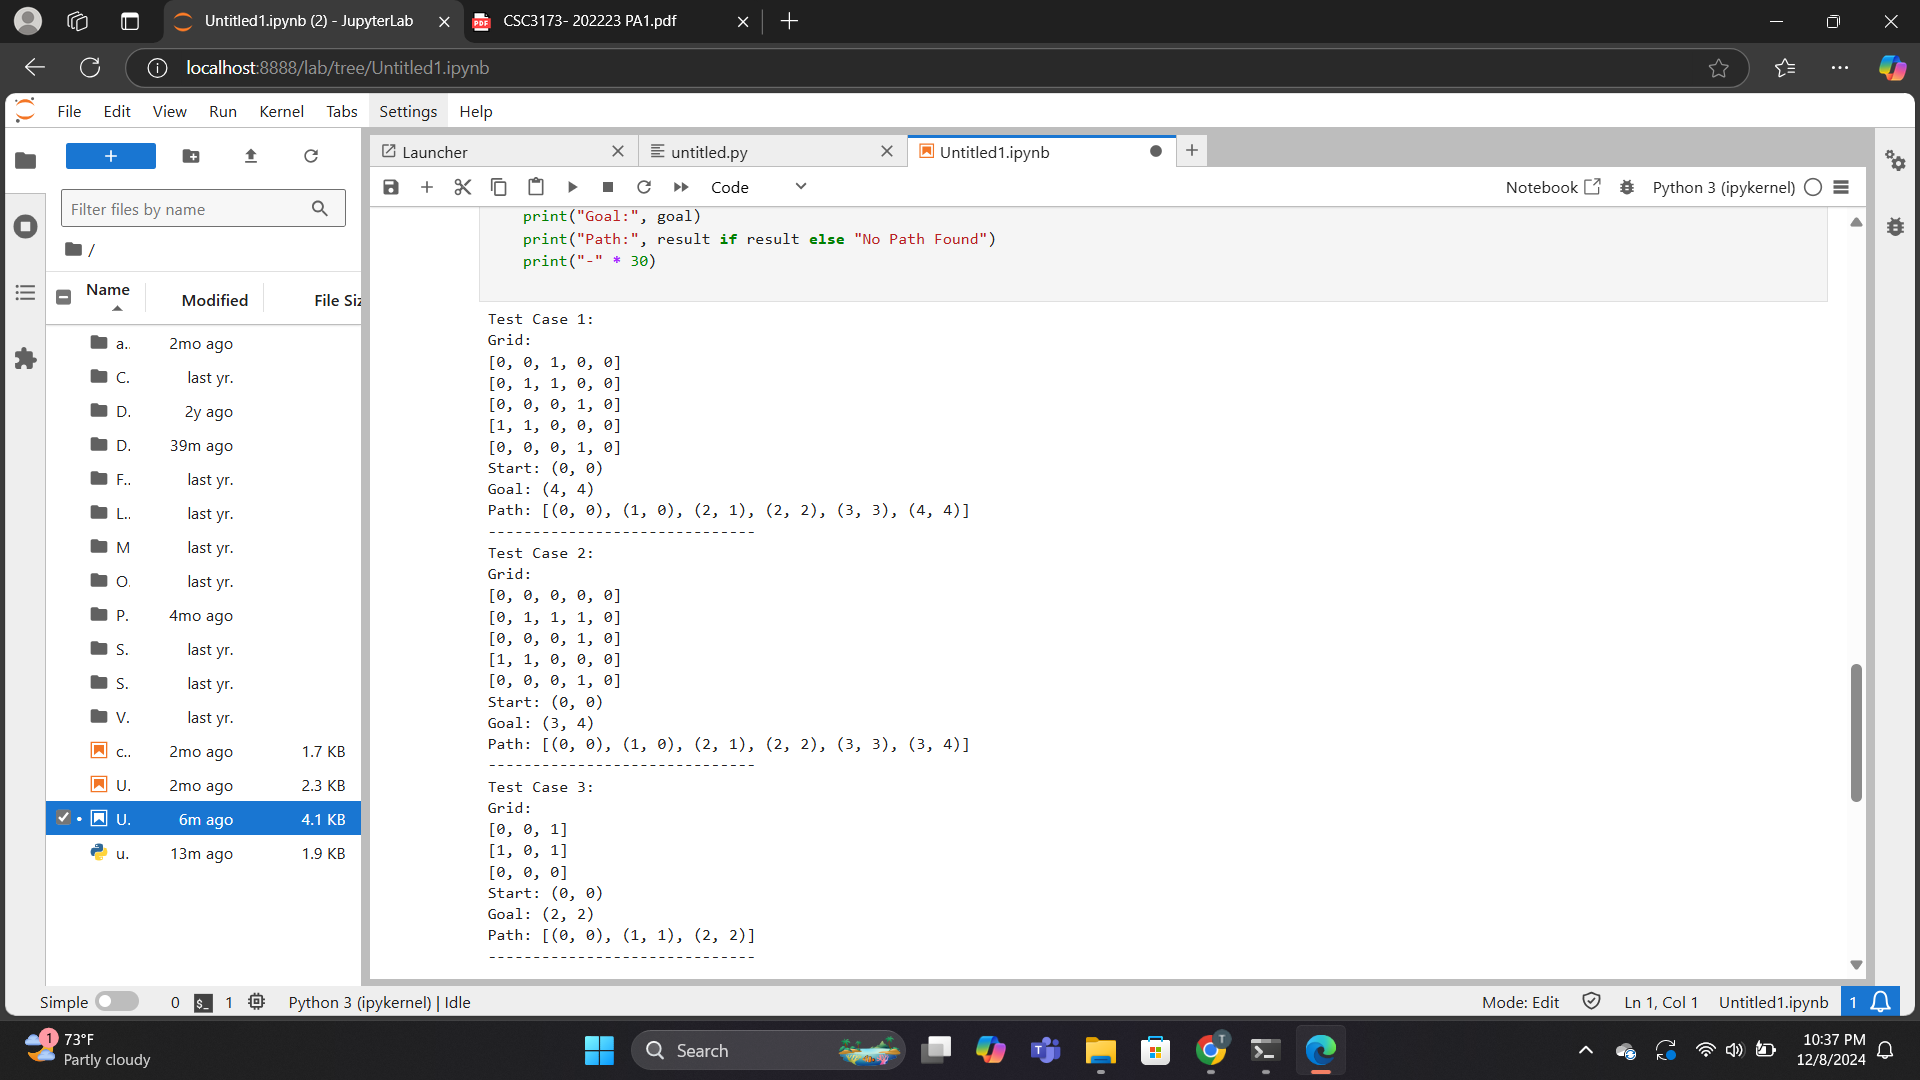 Untitled1.ipynb (2) - JupyterLab
CSC3173- 202223 PA1.pdf
localhost:8888/lab/tree/Untitled1.ipynb
File Edit View Run Kernel Tabs Settings Help
Launcher
untitled.py
Untitled1.ipynb
Code
Notebook
Python 3 (ipykernel)
Filter files by name
/
Name Modified File Siz
a.. 2mo ago
C. last yr.
D. 2y ago
D. 39m ago
F.. last yr.
L.. last yr.
M last yr.
O. last yr.
P. 4mo ago
S. last yr.
S. last yr.
V. last yr.
c.. 2mo ago 1.7 KB
U. 2mo ago 2.3 KB
U. 6m ago 4.1 KB
u. 13m ago 1.9 KB
print("Goal:", goal)
print("Path:", result if result else "No Path Found")
print("-" * 30)
Test Case 1:
Grid:
[0, 0, 1, 0, 0]
[0, 1, 1, 0, 0]
[0, 0, 0, 1, 0]
[1, 1, 0, 0, 0]
[0, 0, 0, 1, 0]
Start: (0, 0)
Goal: (4, 4)
Path: [(0, 0), (1, 0), (2, 1), (2, 2), (3, 3), (4, 4)]
------------------------------
Test Case 2:
Grid:
[0, 0, 0, 0, 0]
[0, 1, 1, 1, 0]
[0, 0, 0, 1, 0]
[1, 1, 0, 0, 0]
[0, 0, 0, 1, 0]
Start: (0, 0)
Goal: (3, 4)
Path: [(0, 0), (1, 0), (2, 1), (2, 2), (3, 3), (3, 4)]
------------------------------
Test Case 3:
Grid:
[0, 0, 1]
[1, 0, 1]
[0, 0, 0]
Start: (0, 0)
Goal: (2, 2)
Path: [(0, 0), (1, 1), (2, 2)]
------------------------------
Simple 0 1 Python 3 (ipykernel) | Idle
Mode: Edit Ln 1, Col 1 Untitled1.ipynb 1
1
73°F
Partly cloudy
Search
T
10:37 PM
12/8/2024